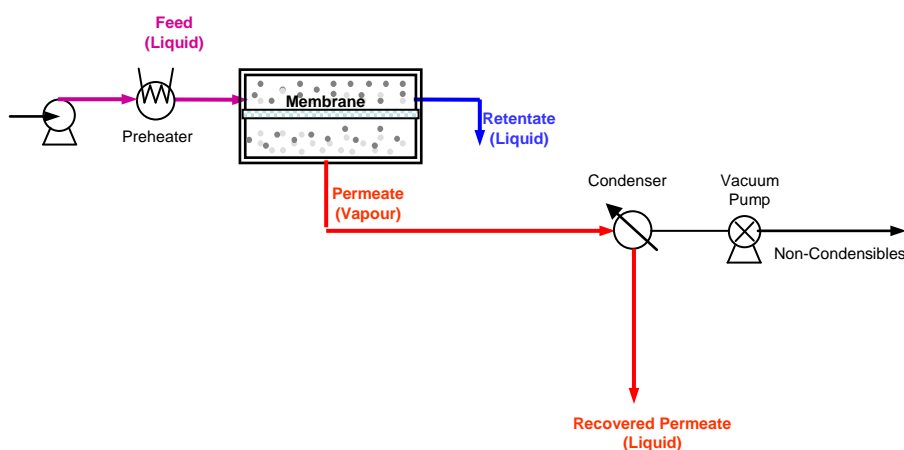 Feed
(Liquid)
Preheater
Membrane
Retentate
(Liquid)
Permeate
(Vapour)
Condenser
Vacuum
Pump
Non-Condensibles
Recovered Permeate
(Liquid)